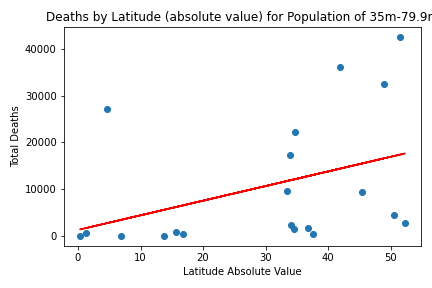 Deaths by Latitude (absolute value) for Population of 35m-79.9m
40000
30000
20000
10000
0
Total Deaths
0 10 20 30 40 50
Latitude Absolute Value